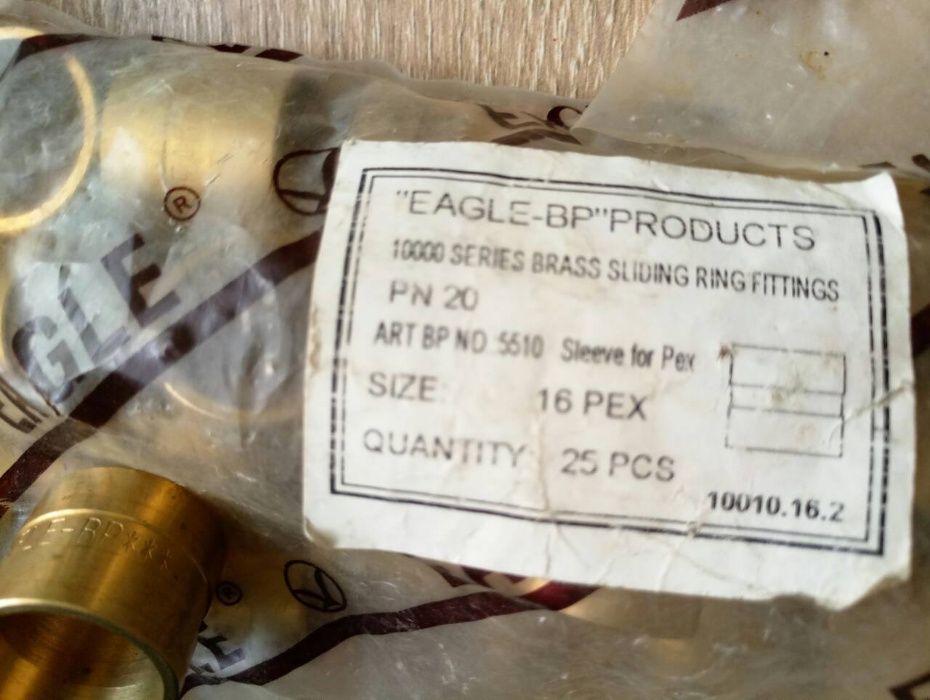 "EAGLE-BP"PRODUCTS
10000 SERIES BRASS SLIDING RING FITTINGS
PN 20
ART BP NO 5510 Sleeve for Pex
SIZE: 16 PEX
QUANTITY 25 PCS
10010.16.2
®
EAGLE
E-BP***
®